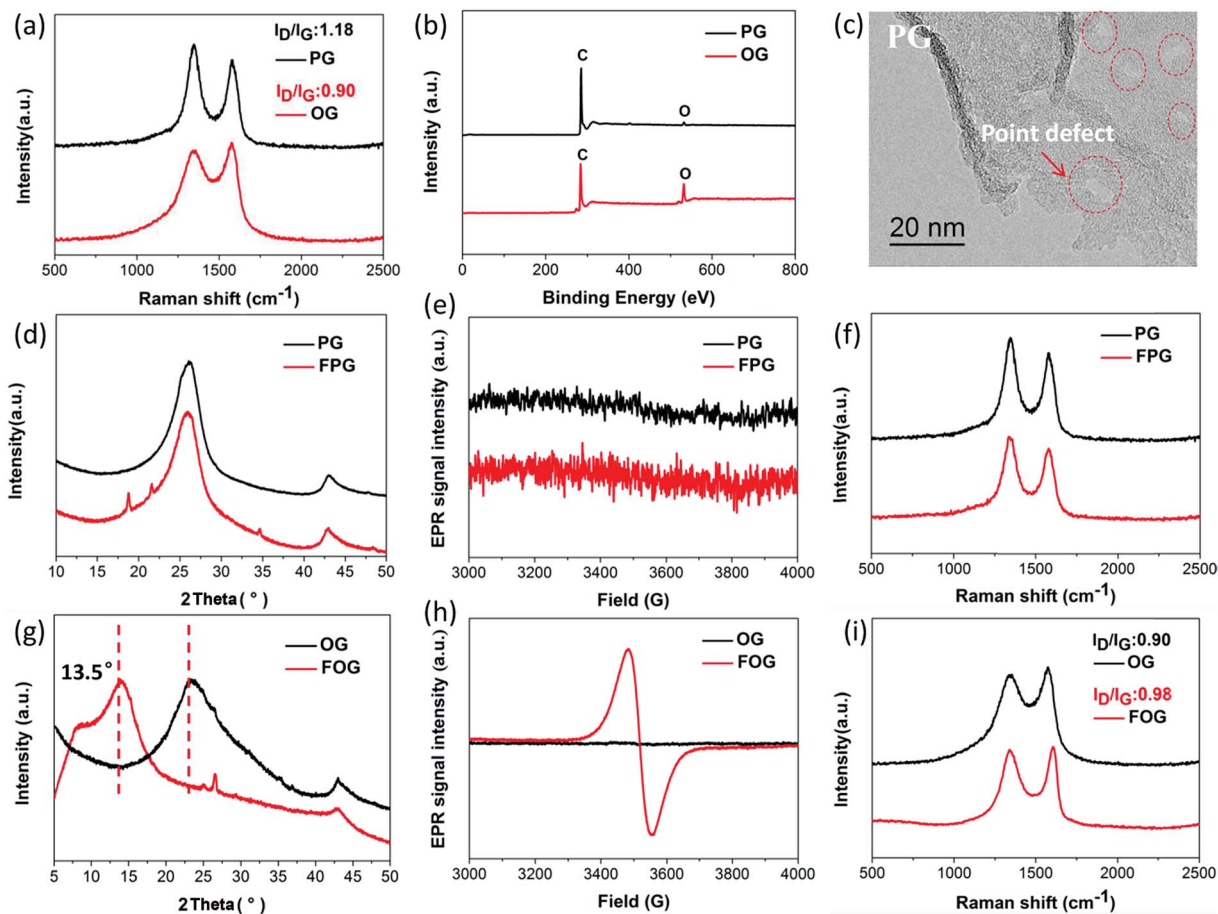 (a)
I_D/I_G:1.18
PG
I_D/I_G:0.90
OG
Intensity(a.u.)
500 1000 1500 2000 2500
Raman shift (cm⁻¹)
(b)
PG
OG
C
O
C
O
Intensity (a.u.)
0 200 400 600 800
Binding Energy (eV)
(c)
PG
Point defect
20 nm
(d)
PG
FPG
Intensity(a.u.)
10 15 20 25 30 35 40 45 50
2Theta ( ° )
(e)
PG
FPG
EPR signal intensity (a.u.)
3000 3200 3400 3600 3800 4000
Field (G)
(f)
PG
FPG
Intensity(a.u.)
500 1000 1500 2000 2500
Raman shift (cm⁻¹)
(g)
OG
FOG
13.5°
Intensity (a.u.)
5 10 15 20 25 30 35 40 45 50
2Theta ( ° )
(h)
OG
FOG
EPR signal intensity (a.u.)
3000 3200 3400 3600 3800 4000
Field (G)
(i)
I_D/I_G:0.90
OG
I_D/I_G:0.98
FOG
Intensity(a.u.)
500 1000 1500 2000 2500
Raman shift (cm⁻¹)